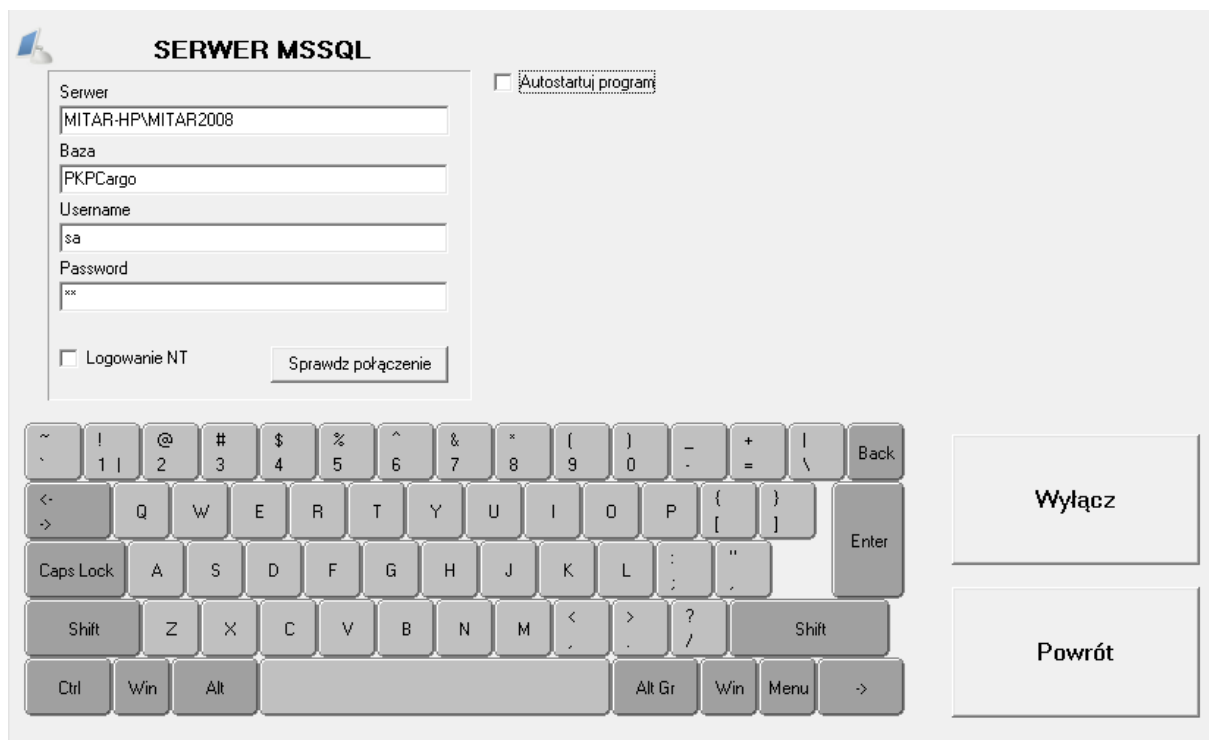 SERWER MSSQL
Autostartuj program
Serwer
MITAR-HP\MITAR2008
Baza
PKPCargo
Username
sa
Password
**
Logowanie NT
Sprawdz połączenie
~ ! @ # $ % ^ & * ( ) _ + |
` 1 | 2 3 4 5 6 7 8 9 0 - = \ Back
<- Q W E R T Y U I O P { }
-> [ ] Enter
Caps Lock A S D F G H J K L : "
; ,
Shift Z X C V B N M < > ? Shift
, . /
Ctrl Win Alt Alt Gr Win Menu ->
Wyłącz
Powrót